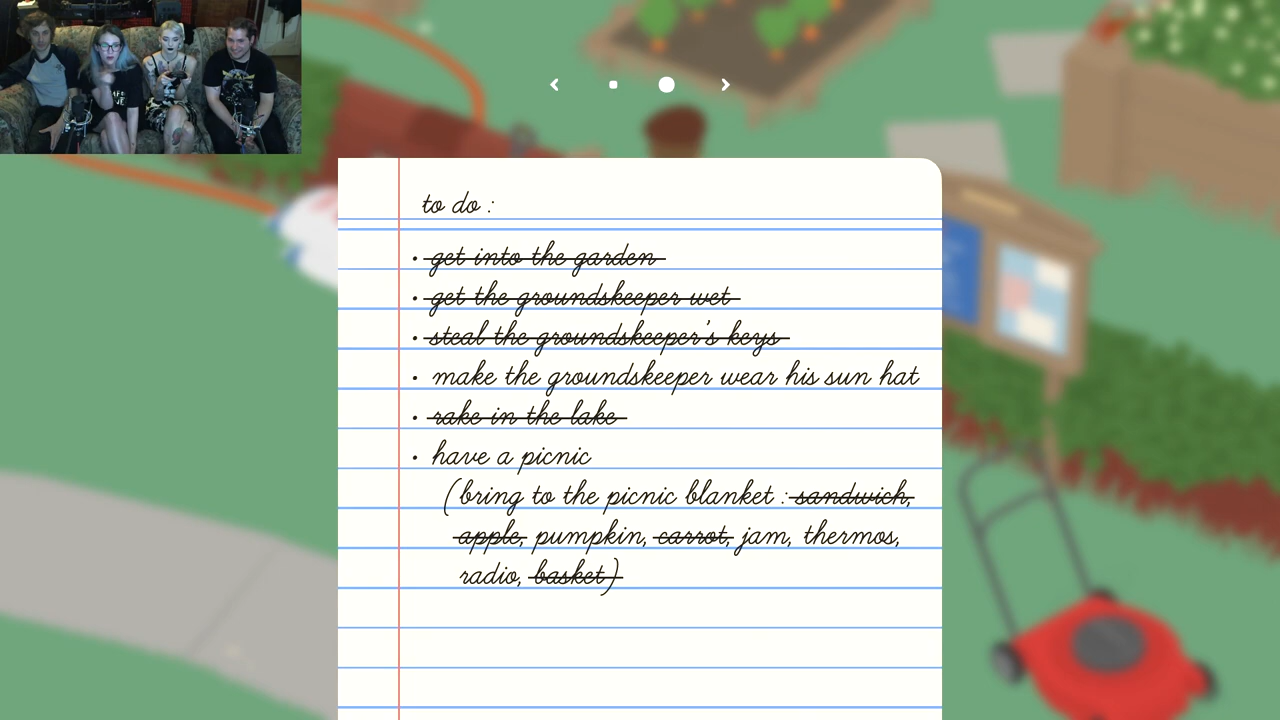 to do :
• get into the garden
• get the groundskeeper wet
• steal the groundskeeper's keys
• make the groundskeeper wear his sun hat
• rake in the lake
• have a picnic
(bring to the picnic blanket : sandwich,
apple, pumpkin, carrot, jam, thermos,
radio, basket)